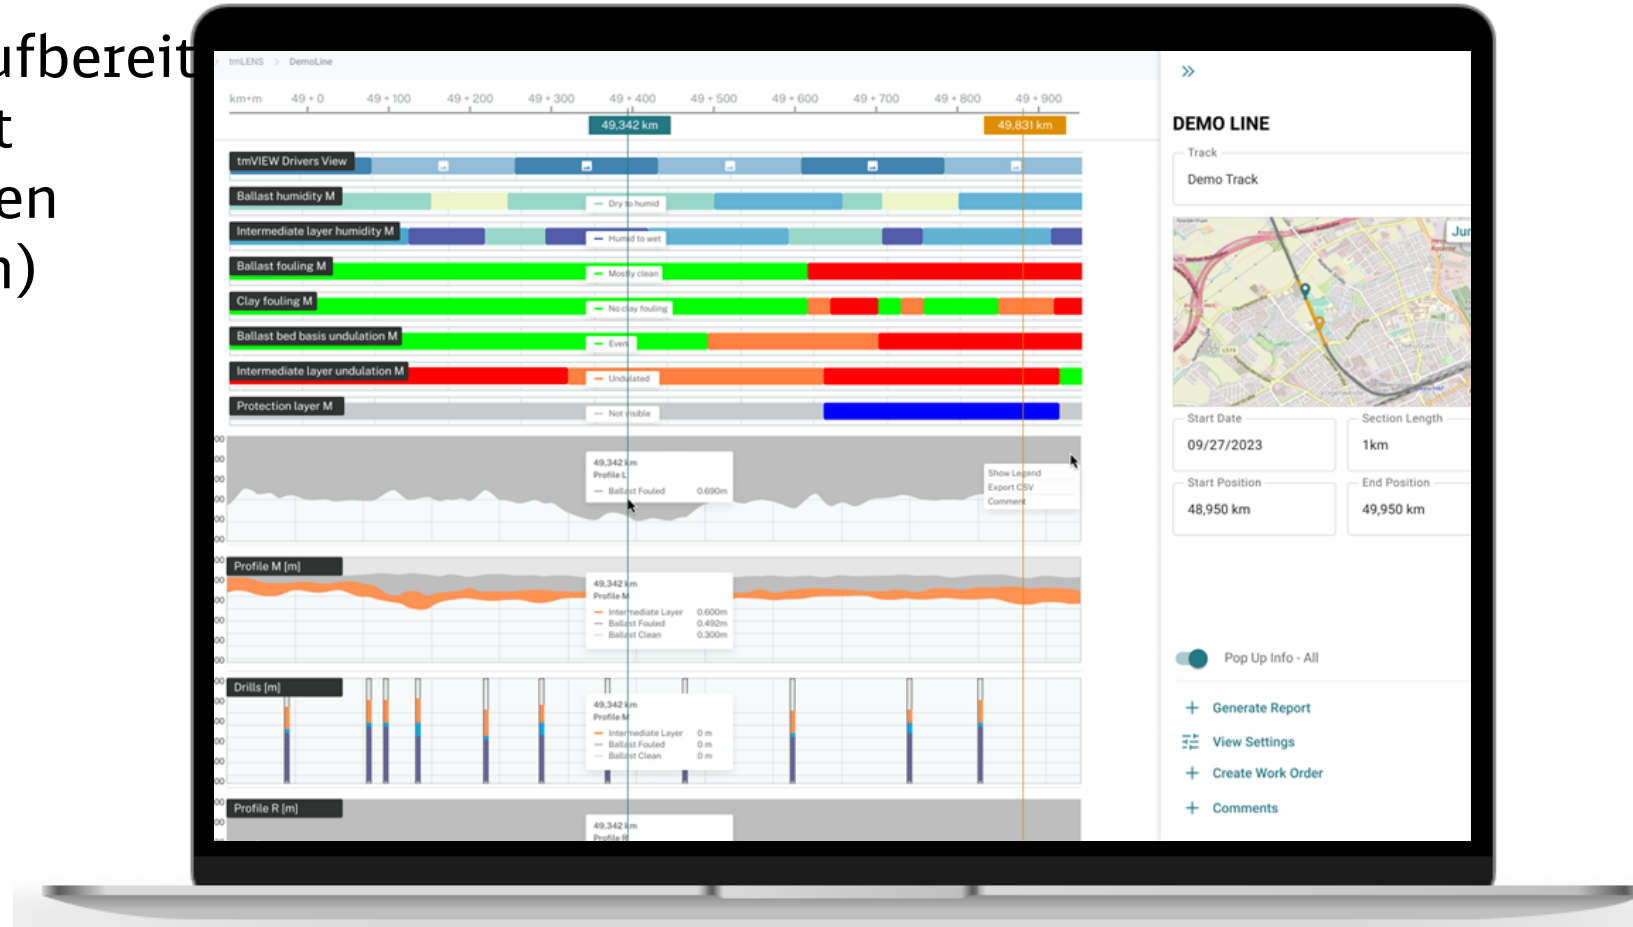 ufbereit
t
en
n)
tmLENS > DemoLine
km+m 49 + 0 49 + 100 49 + 200 49 + 300 49 + 400 49 + 500 49 + 600 49 + 700 49 + 800 49 + 900
49,342 km 49,831 km
tmVIEW Drivers View
Ballast humidity M
Dry to humid
Intermediate layer humidity M
Humid to wet
Ballast fouling M
Mostly clean
Clay fouling M
No clay fouling
Ballast bed basis undulation M
Even
Intermediate layer undulation M
Undulated
Protection layer M
Not visible
49,342 km
Profile L
Ballast Fouled 0.690m
Show Legend
Export CSV
Comment
Profile M [m]
49,342 km
Profile M
Intermediate Layer 0.600m
Ballast Fouled 0.492m
Ballast Clean 0.300m
Drills [m]
49,342 km
Profile M
Intermediate Layer 0 m
Ballast Fouled 0 m
Ballast Clean 0 m
Profile R [m]
49,342 km
Profile R
DEMO LINE
Track
Demo Track
Jun
Start Date
09/27/2023
Section Length
1km
Start Position
48,950 km
End Position
49,950 km
Pop Up Info - All
Generate Report
View Settings
Create Work Order
Comments